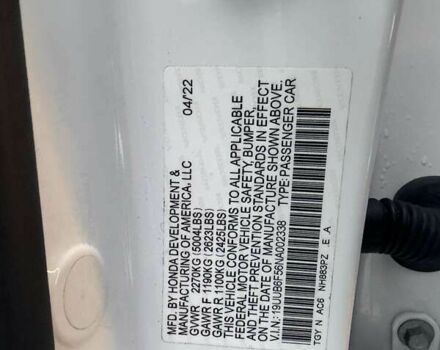 MFD. BY HONDA DEVELOPMENT &
MANUFACTURING OF AMERICA, LLC 04/'22
GVWR 2270KG (5004LBS)
GAWR F 1190KG (2623LBS)
GAWR R 1100KG (2425LBS)
THIS VEHICLE CONFORMS TO ALL APPLICABLE
FEDERAL MOTOR VEHICLE SAFETY, BUMPER,
AND THEFT PREVENTION STANDARDS IN EFFECT
ON THE DATE OF MANUFACTURE SHOWN ABOVE.
V.I.N.: 19UUB6F56NA002338 TYPE:PASSENGER CAR
TGY N AC6 NH883PZ E A